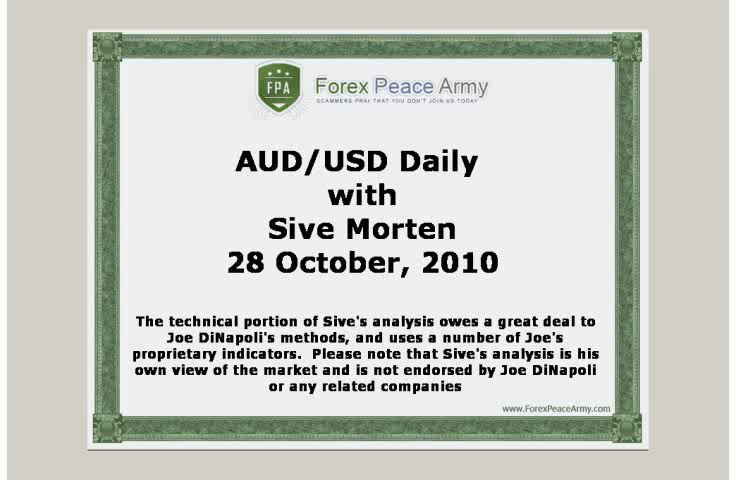 FPA
Forex Peace Army
SCAMMERS PRAY THAT YOU DON'T JOIN US TODAY
AUD/USD Daily
with
Sive Morten
28 October, 2010
The technical portion of Sive's analysis owes a great deal to
Joe DiNapoli's methods, and uses a number of Joe's
proprietary indicators.  Please note that Sive's analysis is his
own view of the market and is not endorsed by Joe DiNapoli
or any related companies
www.ForexPeaceArmy.com